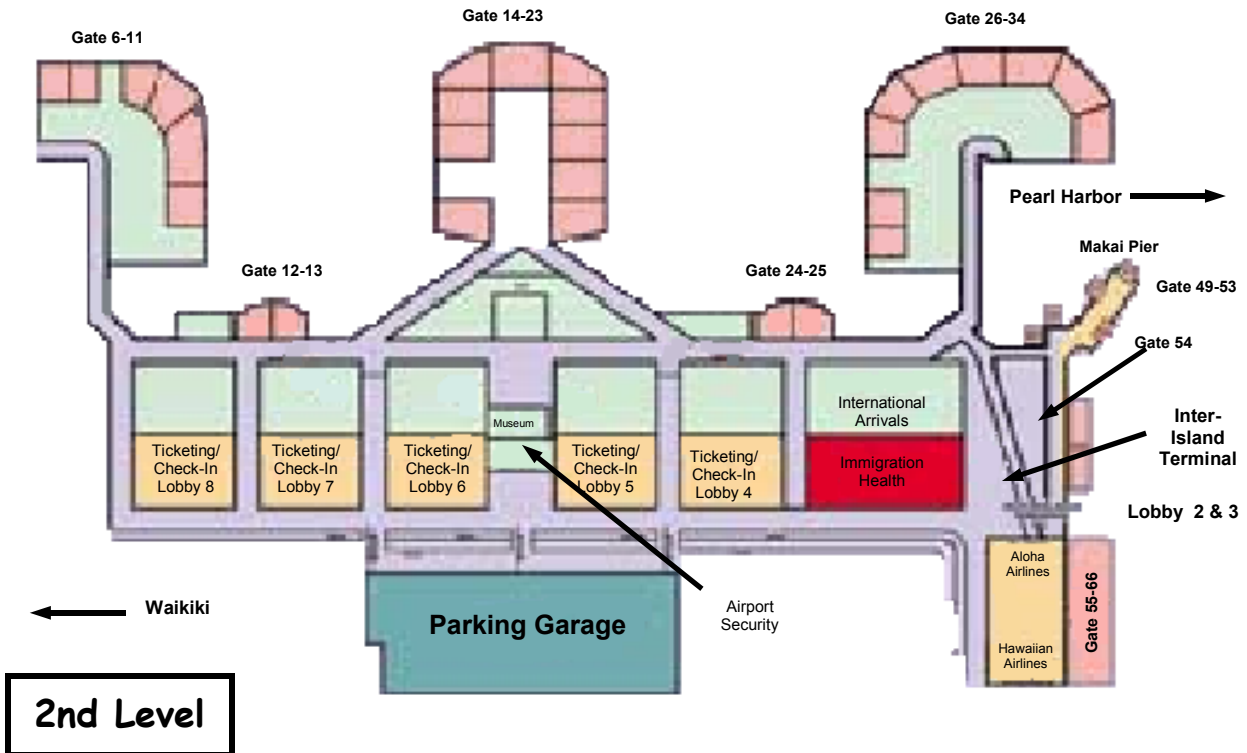 Gate 14-23
Gate 6-11
Gate 26-34
Pearl Harbor
Makai Pier
Gate 12-13
Gate 24-25
Gate 49-53
Gate 54
International
Arrivals
Inter-
Island
Terminal
Museum
Ticketing/
Check-In
Lobby 8
Ticketing/
Check-In
Lobby 7
Ticketing/
Check-In
Lobby 6
Ticketing/
Check-In
Lobby 5
Ticketing/
Check-In
Lobby 4
Immigration
Health
Lobby 2 & 3
Aloha
Airlines
Waikiki
Parking Garage
Airport
Security
Gate 55-66
Hawaiian
Airlines
2nd Level